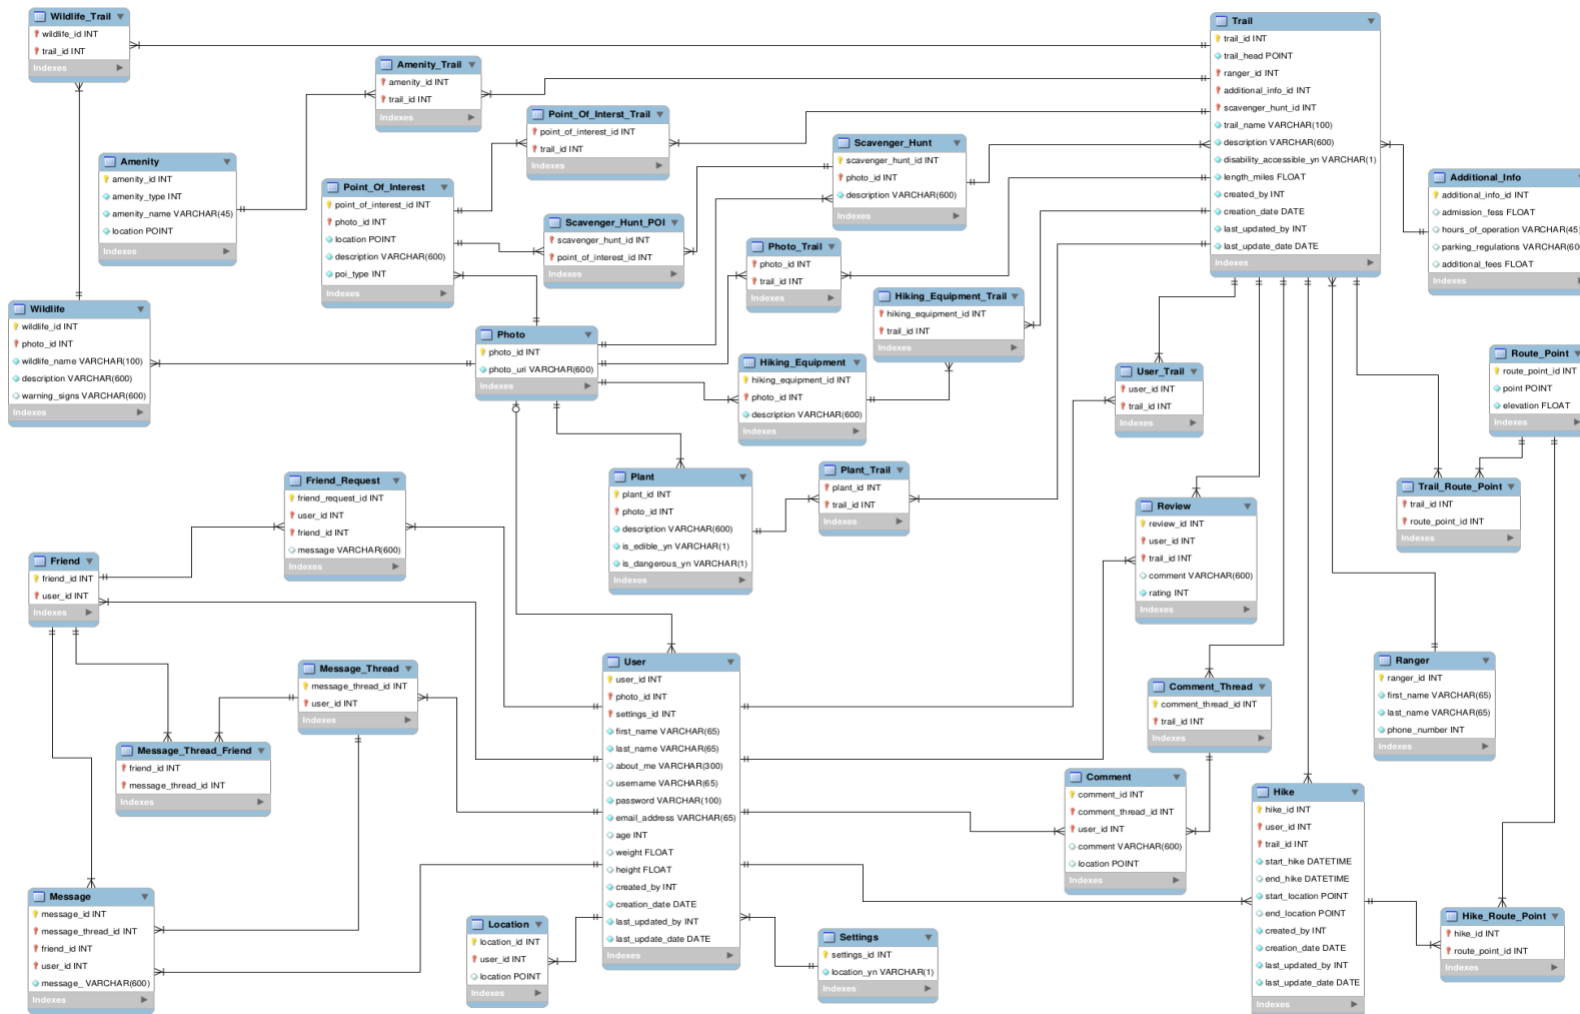 Wildlife_Trail
wildlife_id INT
trail_id INT
Indexes
Amenity_Trail
amenity_id INT
trail_id INT
Indexes
Point_Of_Interst_Trail
point_of_interest_id INT
trail_id INT
Indexes
Trail
trail_id INT
trail_head POINT
ranger_id INT
additional_info_id INT
scavenger_hunt_id INT
trail_name VARCHAR(100)
description VARCHAR(600)
disability_accessible_yn VARCHAR(1)
length_miles FLOAT
created_by INT
creation_date DATE
last_updated_by INT
last_update_date DATE
Indexes
Scavenger_Hunt
scavenger_hunt_id INT
photo_id INT
description VARCHAR(600)
Indexes
Amenity
amenity_id INT
amenity_type INT
amenity_name VARCHAR(45)
location POINT
Indexes
Point_Of_Interest
point_of_interest_id INT
photo_id INT
location POINT
description VARCHAR(600)
poi_type INT
Indexes
Scavenger_Hunt_POI
scavenger_hunt_id INT
point_of_interest_id INT
Indexes
Additional_Info
additional_info_id INT
admission_fess FLOAT
hours_of_operation VARCHAR(45)
parking_regulations VARCHAR(60
additional_fees FLOAT
Indexes
Photo_Trail
photo_id INT
trail_id INT
Indexes
Hiking_Equipment_Trail
hiking_equipment_id INT
trail_id INT
Indexes
Wildlife
wildlife_id INT
photo_id INT
wildlife_name VARCHAR(100)
description VARCHAR(600)
warning_signs VARCHAR(600)
Indexes
Photo
photo_id INT
photo_uri VARCHAR(600)
Indexes
Hiking_Equipment
hiking_equipment_id INT
photo_id INT
description VARCHAR(600)
Indexes
User_Trail
user_id INT
trail_id INT
Indexes
Route_Point
route_point_id INT
point POINT
elevation FLOAT
Indexes
Friend_Request
friend_request_id INT
user_id INT
friend_id INT
message VARCHAR(600)
Indexes
Plant
plant_id INT
photo_id INT
description VARCHAR(600)
is_edible_yn VARCHAR(1)
is_dangerous_yn VARCHAR(1)
Indexes
Plant_Trail
plant_id INT
trail_id INT
Indexes
Review
review_id INT
user_id INT
trail_id INT
comment VARCHAR(600)
rating INT
Indexes
Trail_Route_Point
trail_id INT
route_point_id INT
Indexes
Friend
friend_id INT
user_id INT
Indexes
Message_Thread
message_thread_id INT
user_id INT
Indexes
User
user_id INT
photo_id INT
settings_id INT
first_name VARCHAR(65)
last_name VARCHAR(65)
about_me VARCHAR(300)
username VARCHAR(65)
password VARCHAR(100)
email_address VARCHAR(65)
age INT
weight FLOAT
height FLOAT
created_by INT
creation_date DATE
last_updated_by INT
last_update_date DATE
Indexes
Comment_Thread
comment_thread_id INT
trail_id INT
Indexes
Ranger
ranger_id INT
first_name VARCHAR(65)
last_name VARCHAR(65)
phone_number INT
Indexes
Message_Thread_Friend
friend_id INT
message_thread_id INT
Indexes
Comment
comment_id INT
comment_thread_id INT
user_id INT
comment VARCHAR(600)
location POINT
Indexes
Hike
hike_id INT
user_id INT
trail_id INT
start_hike DATETIME
end_hike DATETIME
start_location POINT
end_location POINT
created_by INT
creation_date DATE
last_updated_by INT
last_update_date DATE
Indexes
Message
message_id INT
message_thread_id INT
friend_id INT
user_id INT
message_ VARCHAR(600)
Indexes
Location
location_id INT
user_id INT
location POINT
Indexes
Settings
settings_id INT
location_yn VARCHAR(1)
Indexes
Hike_Route_Point
hike_id INT
route_point_id INT
Indexes